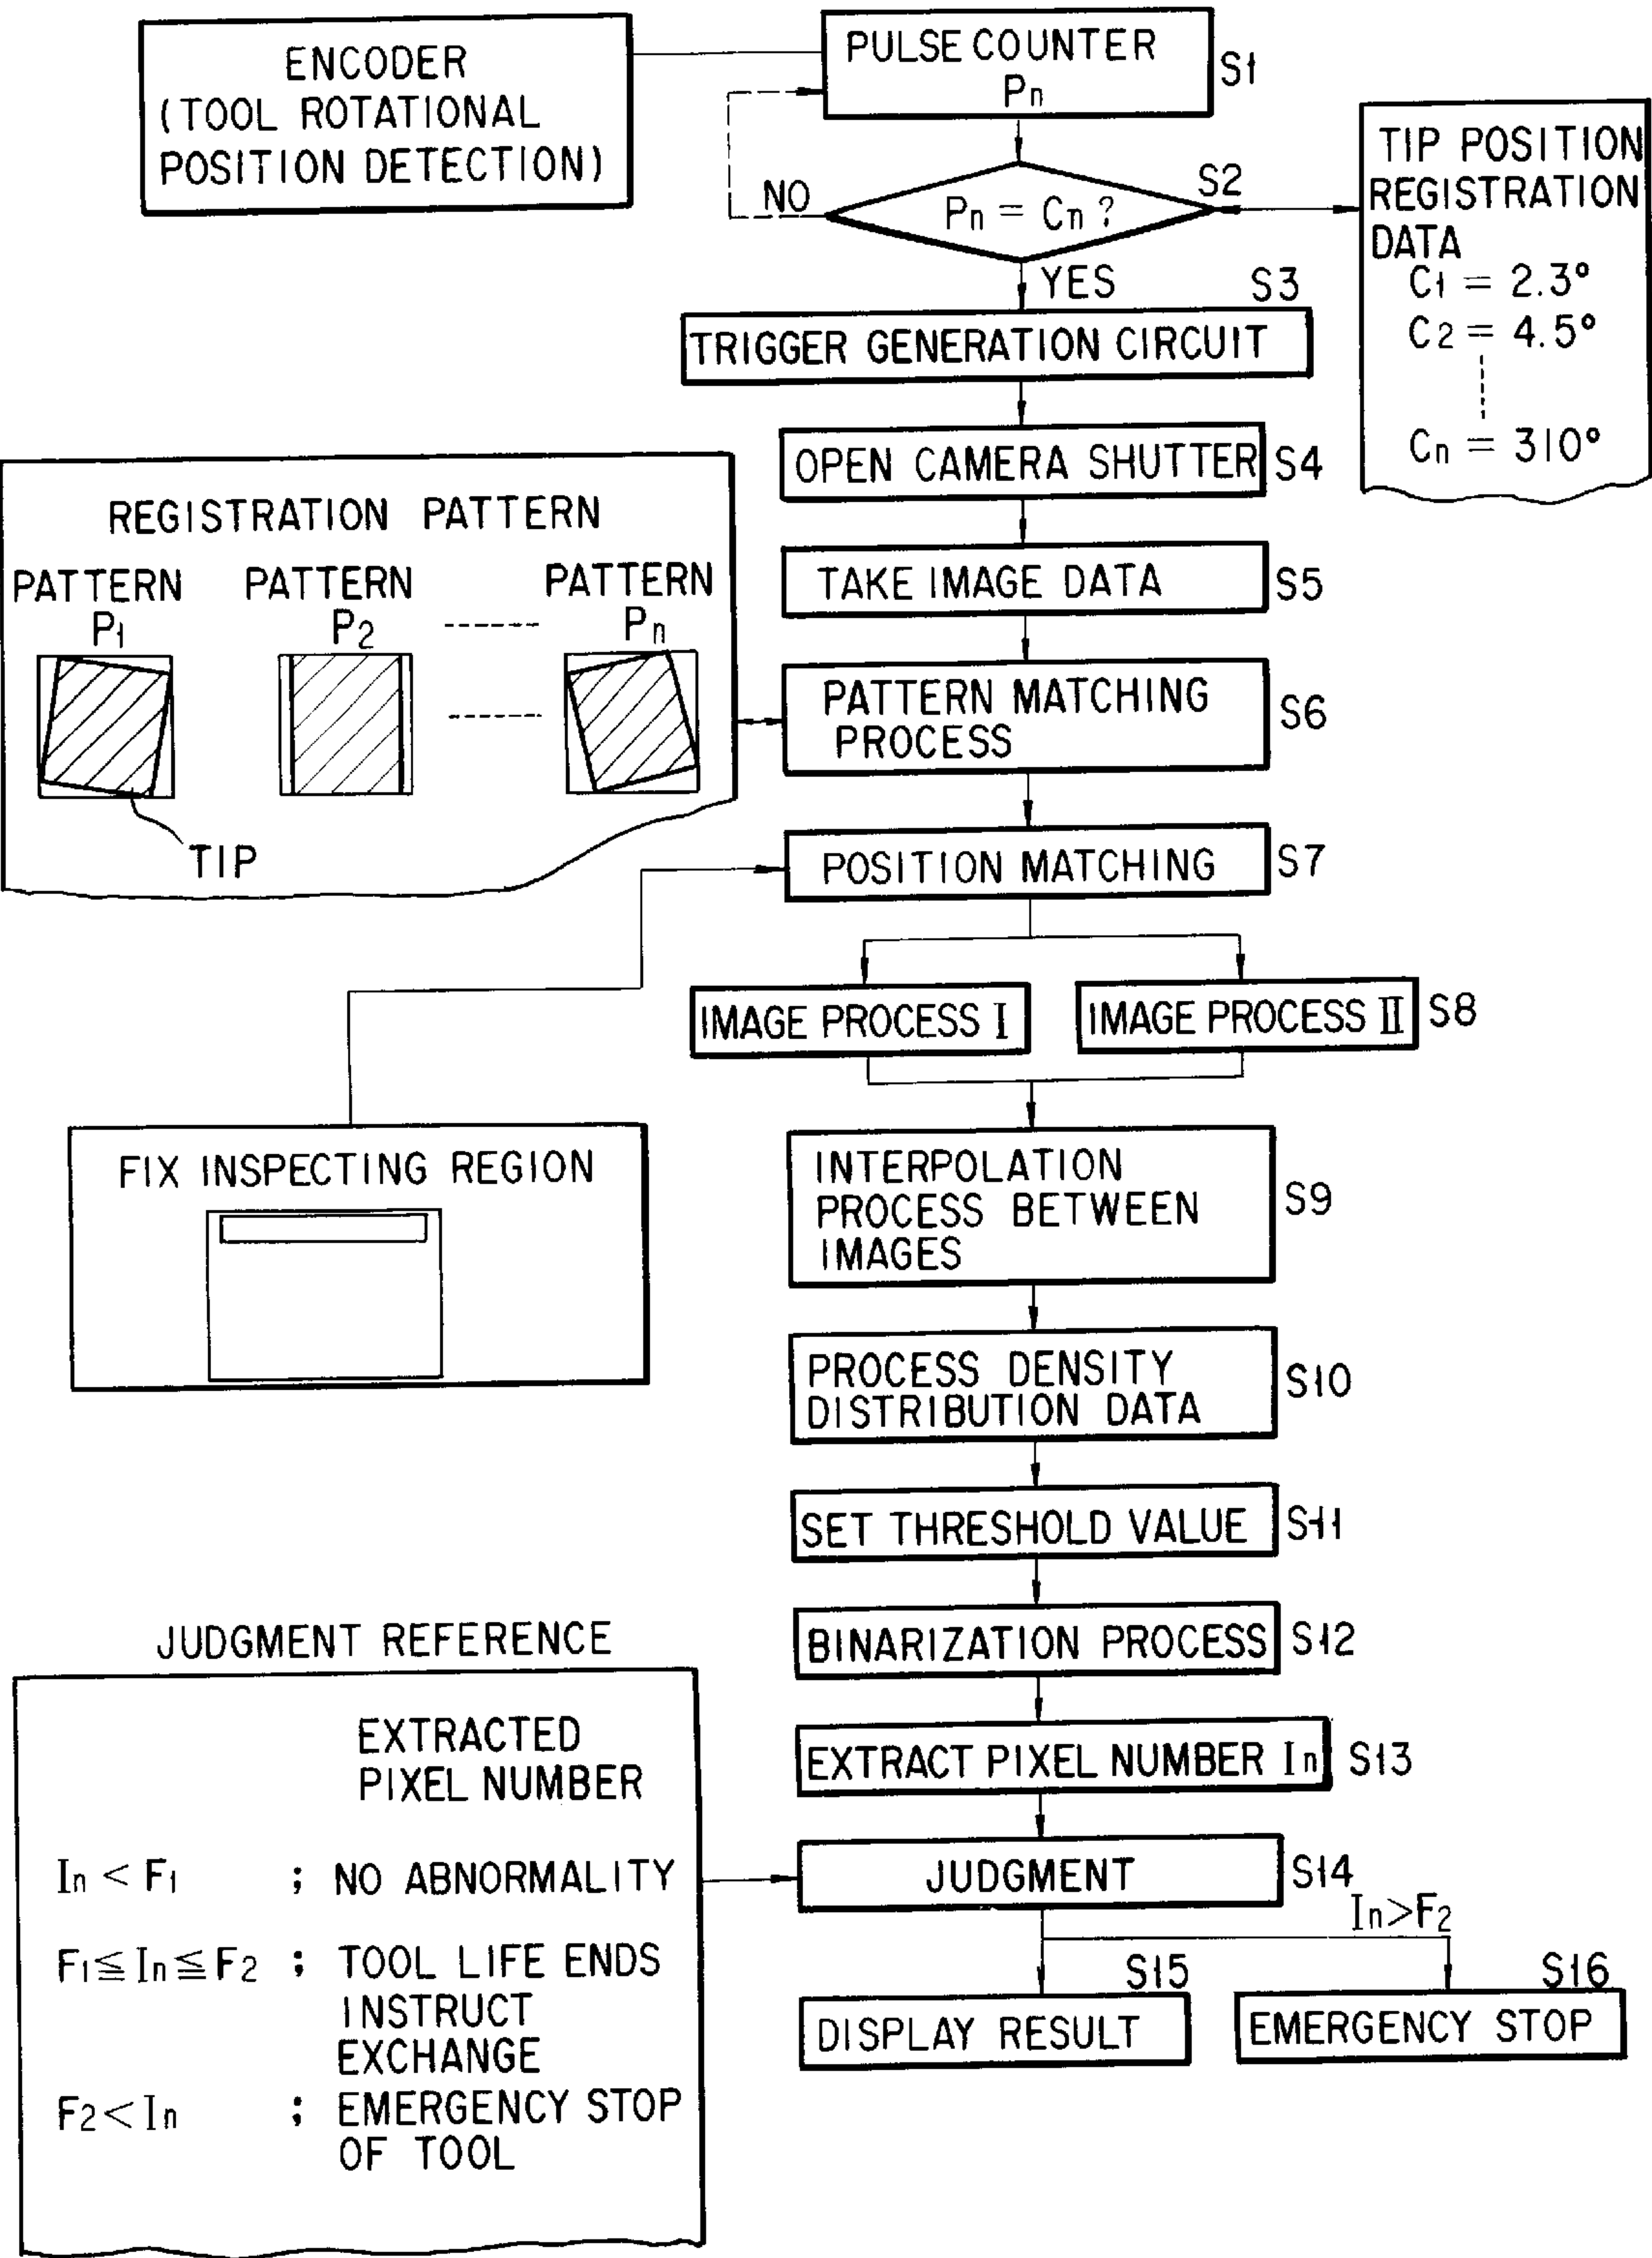 ENCODER
(TOOL ROTATIONAL
POSITION DETECTION)
PULSE COUNTER
Pn
S1
NO
Pn = Cn ?
S2
YES
TIP POSITION
REGISTRATION
DATA
C1 = 2.3°
C2 = 4.5°
Cn = 310°
S3
TRIGGER GENERATION CIRCUIT
OPEN CAMERA SHUTTER
S4
TAKE IMAGE DATA
S5
REGISTRATION PATTERN
PATTERN PATTERN PATTERN
P1 P2 ------ Pn
TIP
PATTERN MATCHING
PROCESS
S6
POSITION MATCHING
S7
IMAGE PROCESS I
IMAGE PROCESS II
S8
FIX INSPECTING REGION
INTERPOLATION
PROCESS BETWEEN
IMAGES
S9
PROCESS DENSITY
DISTRIBUTION DATA
S10
SET THRESHOLD VALUE
S11
BINARIZATION PROCESS
S12
EXTRACT PIXEL NUMBER In
S13
JUDGMENT REFERENCE
EXTRACTED
PIXEL NUMBER
In < F1 ; NO ABNORMALITY
F1 ≦ In ≦ F2 ; TOOL LIFE ENDS
INSTRUCT
EXCHANGE
F2 < In ; EMERGENCY STOP
OF TOOL
JUDGMENT
S14
In>F2
S15
DISPLAY RESULT
S16
EMERGENCY STOP